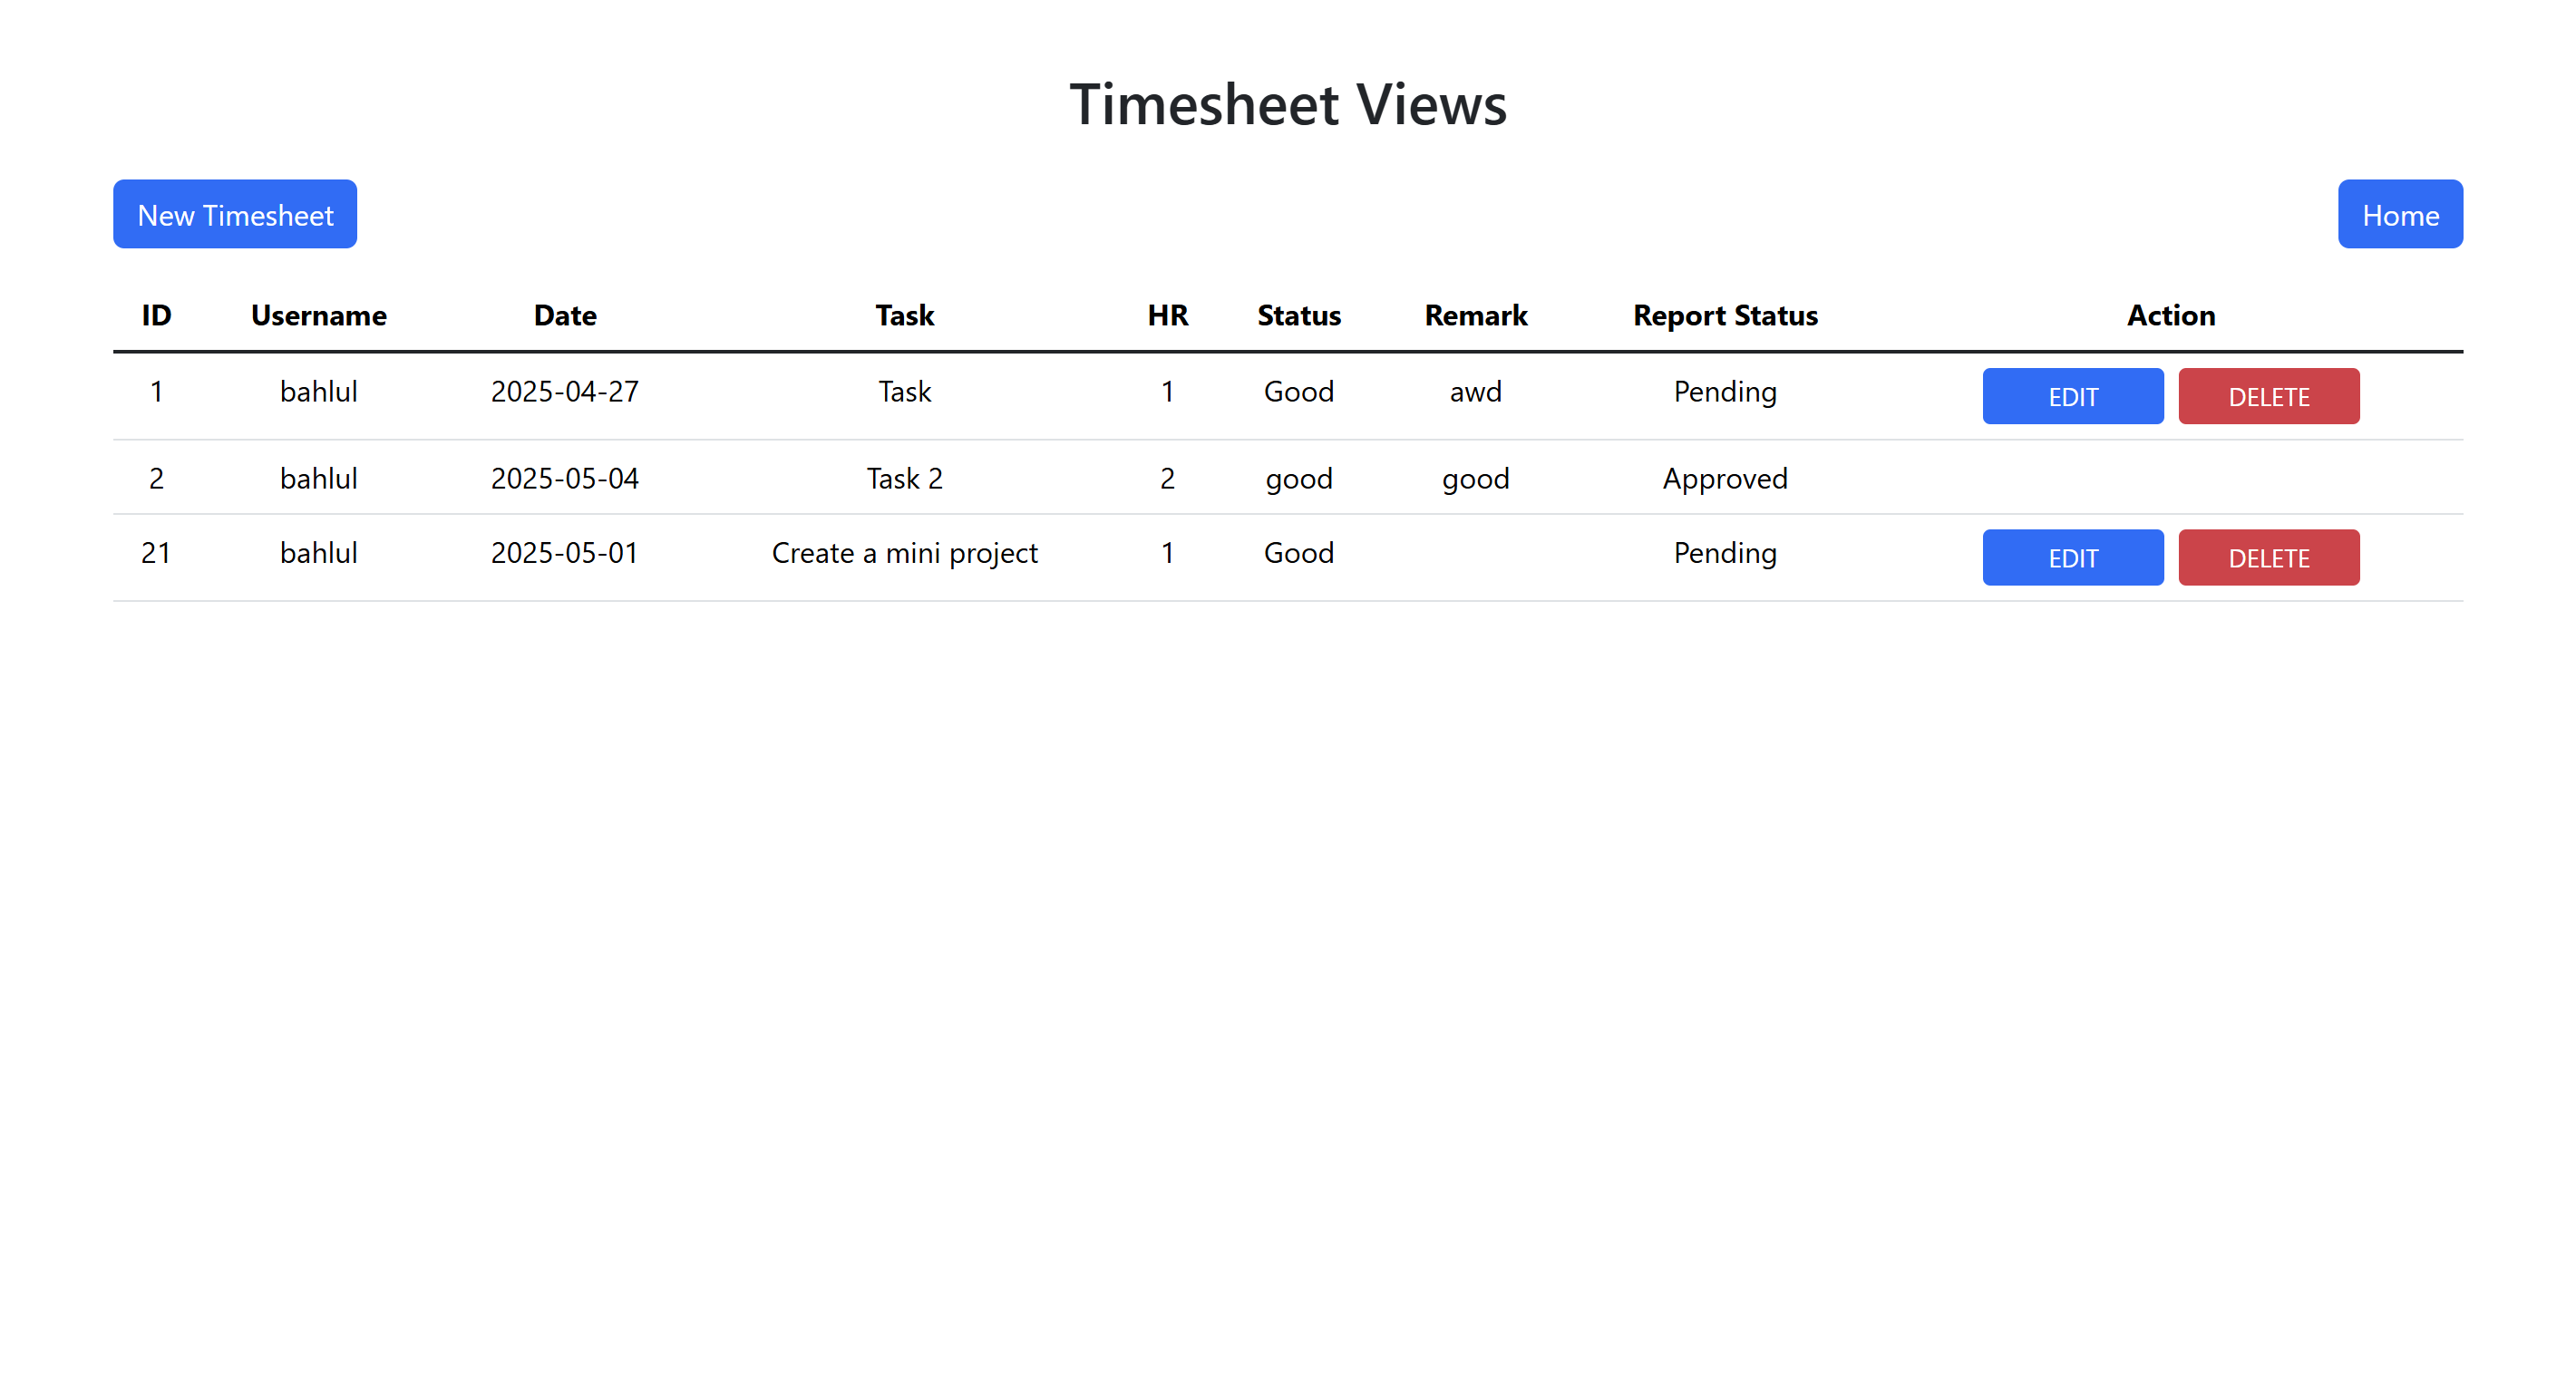 Timesheet Views
New Timesheet Home
ID Username Date Task HR Status Remark Report Status Action
1 bahlul 2025-04-27 Task 1 Good awd Pending EDIT DELETE
2 bahlul 2025-05-04 Task 2 2 good good Approved
21 bahlul 2025-05-01 Create a mini project 1 Good Pending EDIT DELETE